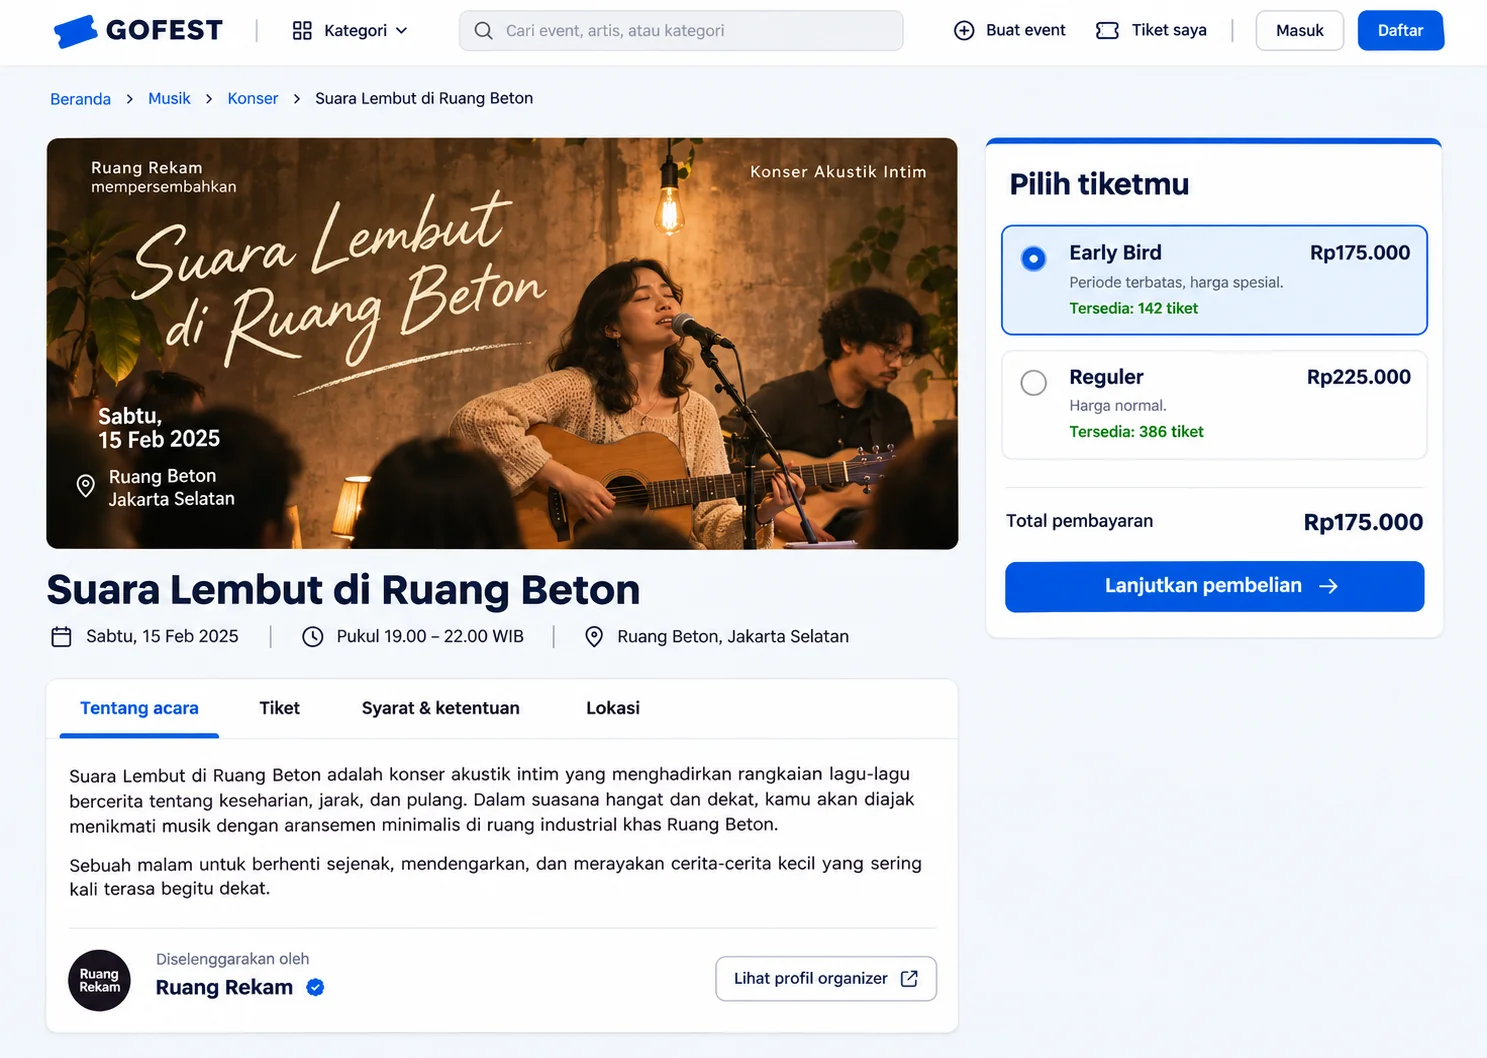 GOFEST
Kategori
Cari event, artis, atau kategori
Buat event
Tiket saya
Masuk
Daftar
Beranda > Musik > Konser > Suara Lembut di Ruang Beton
Ruang Rekam
mempersembahkan
Konser Akustik Intim
Suara Lembut
di Ruang Beton
Sabtu,
15 Feb 2025
Ruang Beton
Jakarta Selatan
Suara Lembut di Ruang Beton
Sabtu, 15 Feb 2025
Pukul 19.00 – 22.00 WIB
Ruang Beton, Jakarta Selatan
Tentang acara
Tiket
Syarat & ketentuan
Lokasi
Suara Lembut di Ruang Beton adalah konser akustik intim yang menghadirkan rangkaian lagu-lagu
bercerita tentang keseharian, jarak, dan pulang. Dalam suasana hangat dan dekat, kamu akan diajak
menikmati musik dengan aransemen minimalis di ruang industrial khas Ruang Beton.
Sebuah malam untuk berhenti sejenak, mendengarkan, dan merayakan cerita-cerita kecil yang sering
kali terasa begitu dekat.
Ruang
Rekam
Diselenggarakan oleh
Ruang Rekam
Lihat profil organizer
Pilih tiketmu
Early Bird
Rp175.000
Periode terbatas, harga spesial.
Tersedia: 142 tiket
Reguler
Rp225.000
Harga normal.
Tersedia: 386 tiket
Total pembayaran
Rp175.000
Lanjutkan pembelian →